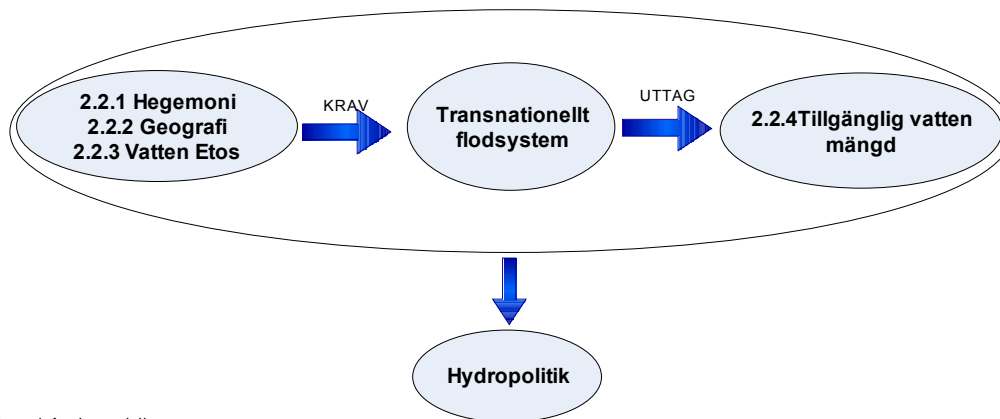 2.2.1 Hegemoni
2.2.2 Geografi
2.2.3 Vatten Etos
KRAV
Transnationellt
flodsystem
UTTAG
2.2.4Tillgänglig vatten
mängd
Hydropolitik